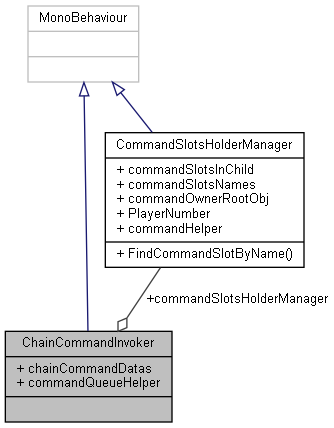 MonoBehaviour
CommandSlotsHolderManager
+ commandSlotsInChild
+ commandSlotsNames
+ commandOwnerRootObj
+ PlayerNumber
+ commandHelper
+ FindCommandSlotByName()
+commandSlotsHolderManager
ChainCommandInvoker
+ chainCommandDatas
+ commandQueueHelper